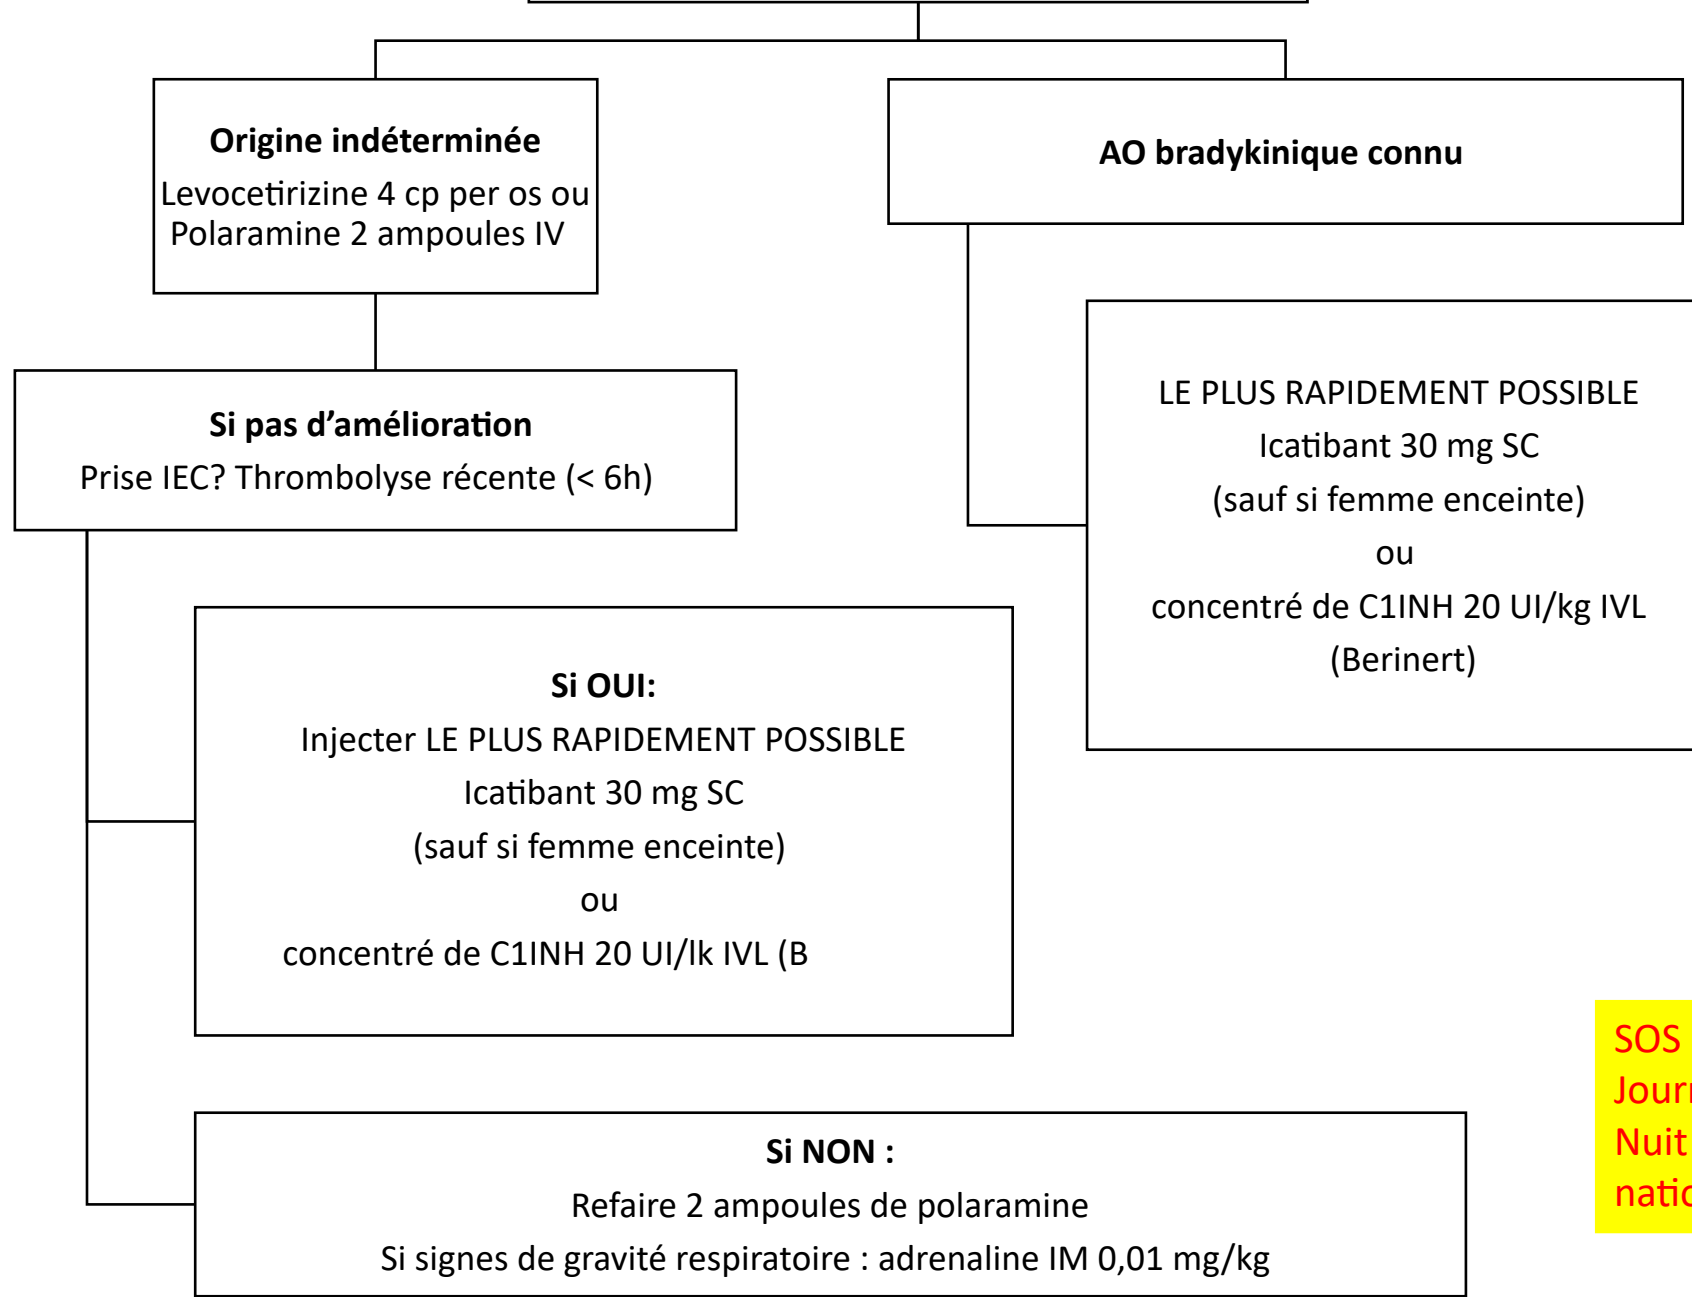 Origine indéterminée
Levocetirizine 4 cp per os ou
Polaramine 2 ampoules IV
AO bradykinique connu
Si pas d’amélioration
Prise IEC? Thrombolyse récente (< 6h)
LE PLUS RAPIDEMENT POSSIBLE
Icatibant 30 mg SC
(sauf si femme enceinte)
ou
concentré de C1INH 20 UI/kg IVL
(Berinert)
Si OUI:
Injecter LE PLUS RAPIDEMENT POSSIBLE
Icatibant 30 mg SC
(sauf si femme enceinte)
ou
concentré de C1INH 20 UI/lk IVL (B
Si NON :
Refaire 2 ampoules de polaramine
Si signes de gravité respiratoire : adrenaline IM 0,01 mg/kg
SOS
Nuit